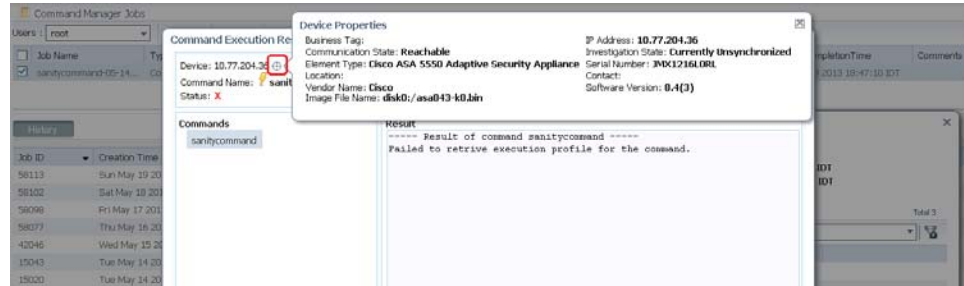 Command Manager Jobs
Users : root
Job Name
sanitycommand-05-14...
CompletionTime Comments
2013 18:47:10 IDT
Command Execution Re
Device: 10.77.204.36
Command Name: sanit
Status: X
Device Properties
Business Tag: IP Address: 10.77.204.36
Communication State: Reachable Investigation State: Currently Unsynchronized
Element Type: Cisco ASA 5550 Adaptive Security Appliance Serial Number: JMX1216L0RL
Location: Contact:
Vendor Name: Cisco Software Version: 8.4(3)
Image File Name: disk0:/asa843-k8.bin
Commands
sanitycommand
Result
----- Result of command sanitycommand -----
Failed to retrive execution profile for the command.
History
Job ID Creation Time
58113 Sun May 19 20
58102 Sat May 18 201
58098 Fri May 17 201
58077 Thu May 16 20
42046 Wed May 15 20
15043 Tue May 14 20
15020 Tue May 14 20
IDT
IDT
Total 3